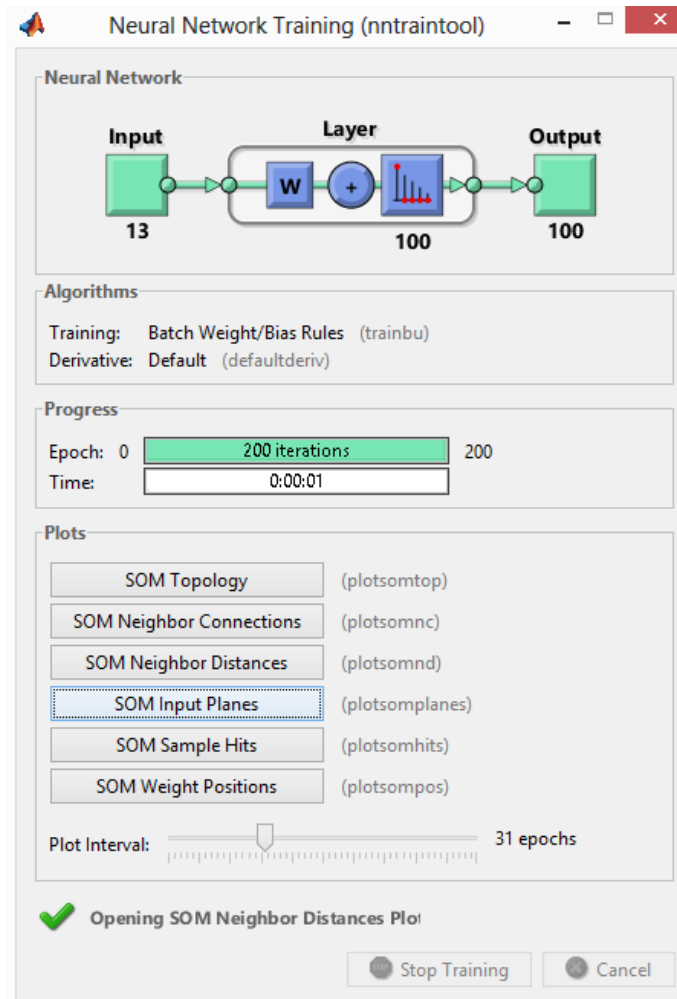 Neural Network Training (nntraintool)
Neural Network
Input
Layer
Output
W
+
13
100
100
Algorithms
Training: Batch Weight/Bias Rules (trainbu)
Derivative: Default (defaultderiv)
Progress
Epoch: 0 200 iterations 200
Time: 0:00:01
Plots
SOM Topology (plotsomtop)
SOM Neighbor Connections (plotsomnc)
SOM Neighbor Distances (plotsomnd)
SOM Input Planes (plotsomplanes)
SOM Sample Hits (plotsomhits)
SOM Weight Positions (plotsompos)
Plot Interval: 31 epochs
Opening SOM Neighbor Distances Plot
Stop Training Cancel